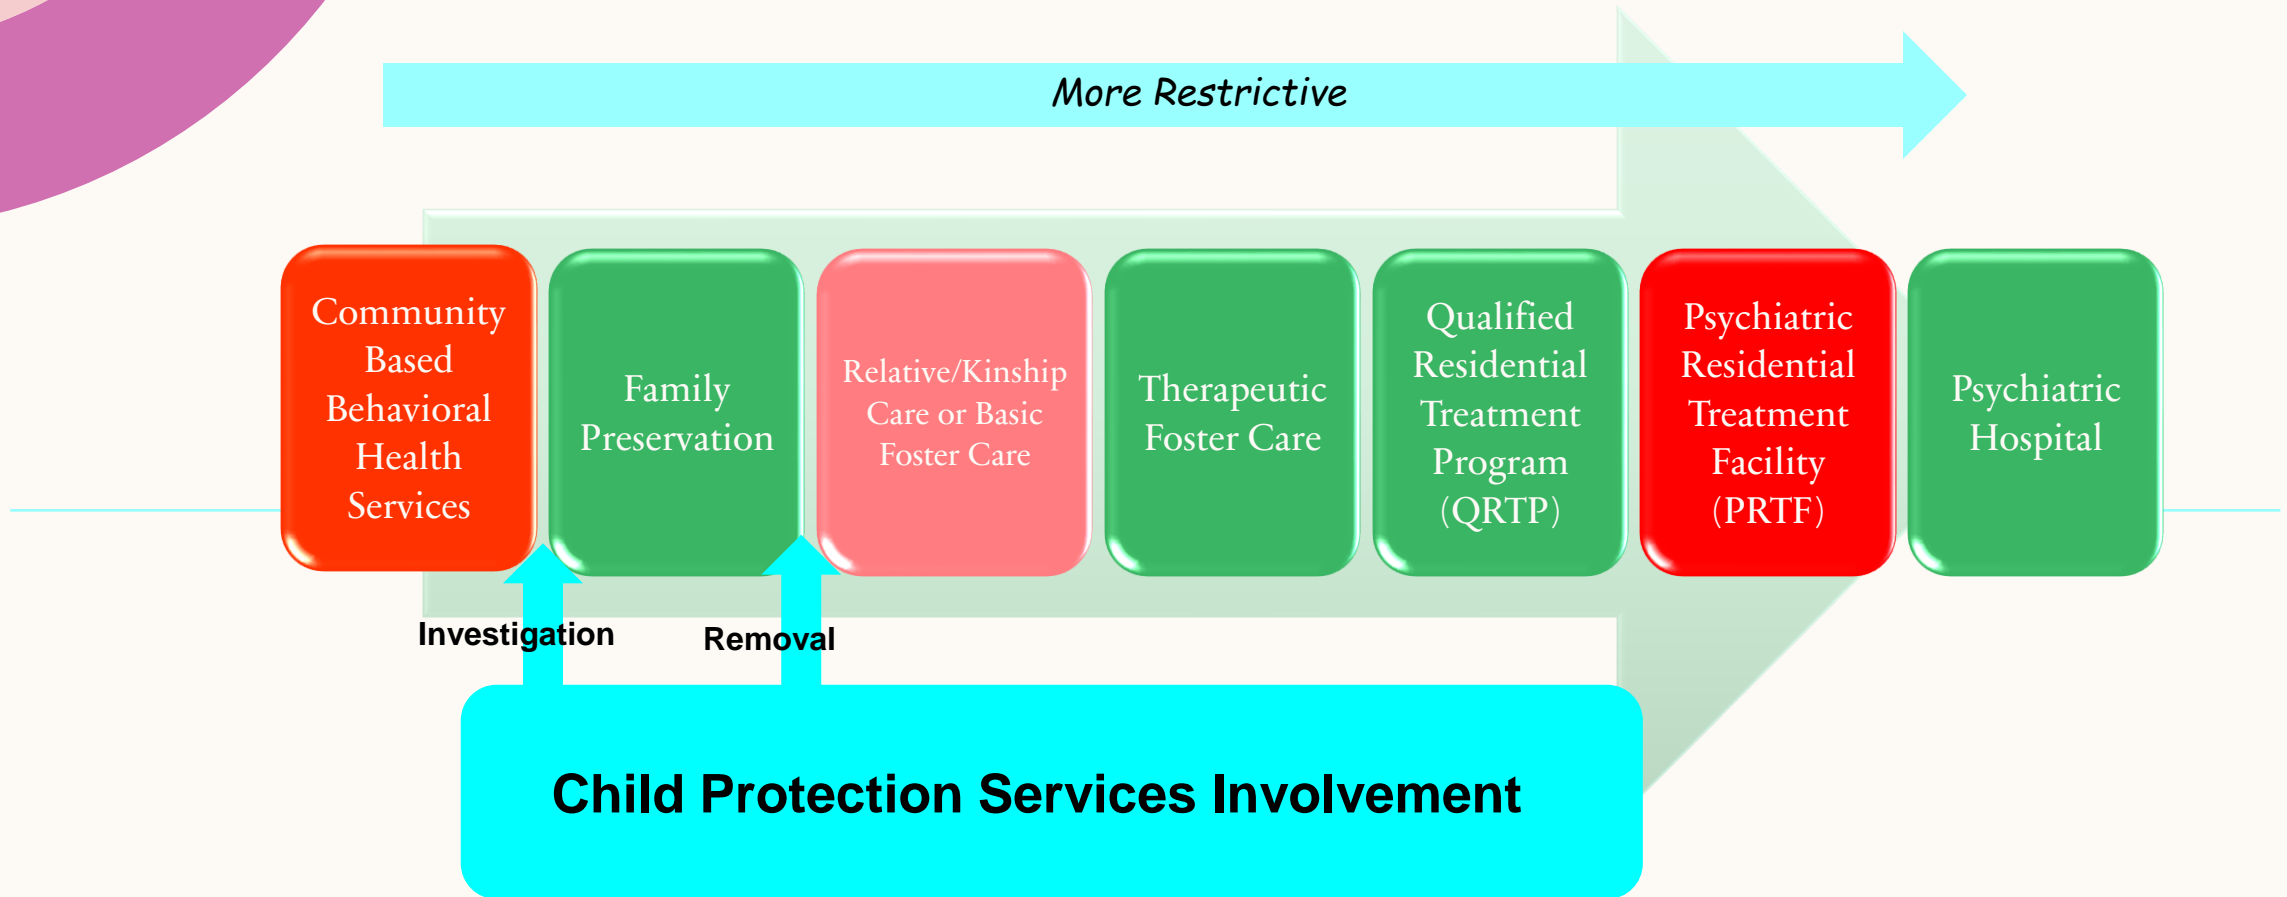 More Restrictive
Community
Based
Behavioral
Health
Services
Family
Preservation
Relative/Kinship
Care or Basic
Foster Care
Therapeutic
Foster Care
Qualified
Residential
Treatment
Program
(QRTP)
Psychiatric
Residential
Treatment
Facility
(PRTF)
Psychiatric
Hospital
Investigation
Removal
Child Protection Services Involvement